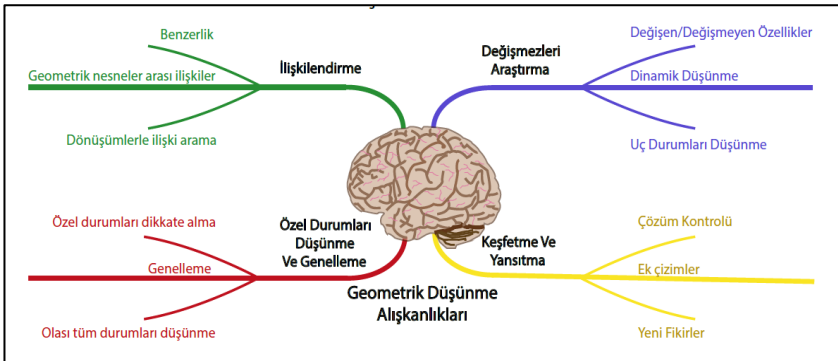 Benzerlik
Geometrik nesneler arası ilişkiler
Dönüşümlerle ilişki arama
İlişkilendirme
Değişmezleri
Araştırma
Değişen/Değişmeyen Özellikler
Dinamik Düşünme
Uç Durumları Düşünme
Özel durumları dikkate alma
Genelleme
Olası tüm durumları düşünme
Özel Durumları
Düşünme
Ve Genelleme
Keşfetme Ve
Yansıtma
Çözüm Kontrolü
Ek çizimler
Yeni Fikirler
Geometrik Düşünme
Alışkanlıkları